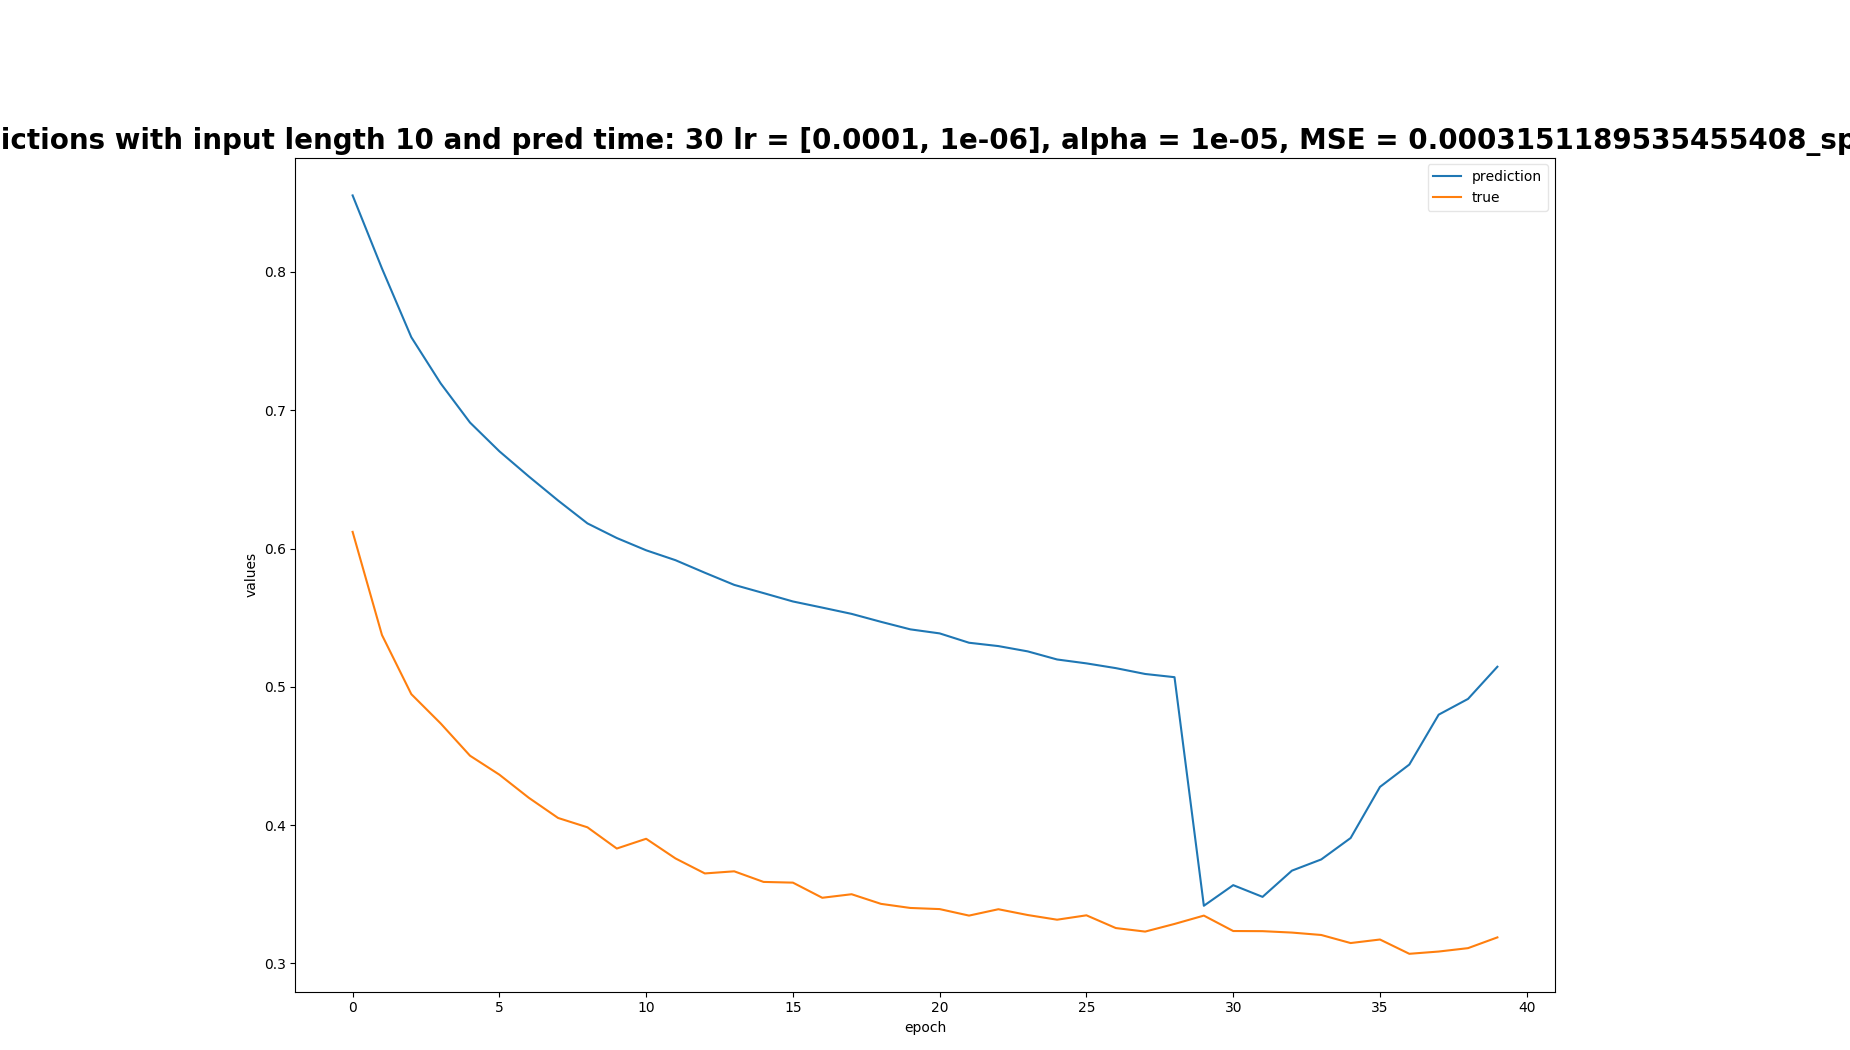 ictions with input length 10 and pred time: 30 lr = [0.0001, 1e-06], alpha = 1e-05, MSE = 0.0003151189535455408_sp
prediction
true
0.8
0.7
0.6
0.5
0.4
0.3
values
0 5 10 15 20 25 30 35 40
epoch